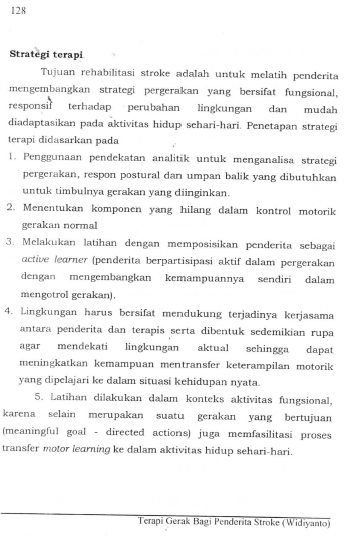 128
Strategi terapi
Tujuan rehabilitasi stroke adalah untuk melatih penderita
mengembangkan strategi pergerakan yang bersifat fungsional,
responsif terhadap perubahan lingkungan dan mudah
diadaptasikan pada aktivitas hidup sehari-hari. Penetapan strategi
terapi didasarkan pada
1. Penggunaan pendekatan analitik untuk menganalisa strategi
pergerakan, respon postural dan umpan balik yang dibutuhkan
untuk timbulnya gerakan yang diinginkan.
2. Menentukan komponen yang hilang dalam kontrol motorik
gerakan normal
3. Melakukan latihan dengan memposisikan penderita sebagai
active learner (penderita berpartisipasi aktif dalam pergerakan
dengan mengembangkan kemampuannya sendiri dalam
mengotrol gerakan).
4. Lingkungan harus bersifat mendukung terjadinya kerjasama
antara penderita dan terapis serta dibentuk sedemikian rupa
agar mendekati lingkungan aktual sehingga dapat
meningkatkan kemampuan mentransfer keterampilan motorik
yang dipelajari ke dalam situasi kehidupan nyata.
5. Latihan dilakukan dalam konteks aktivitas fungsional,
karena selain merupakan suatu gerakan yang bertujuan
(meaningful goal - directed actions) juga memfasilitasi proses
transfer motor learning ke dalam aktivitas hidup sehari-hari.
Terapi Gerak Bagi Penderita Stroke (Widiyanto)